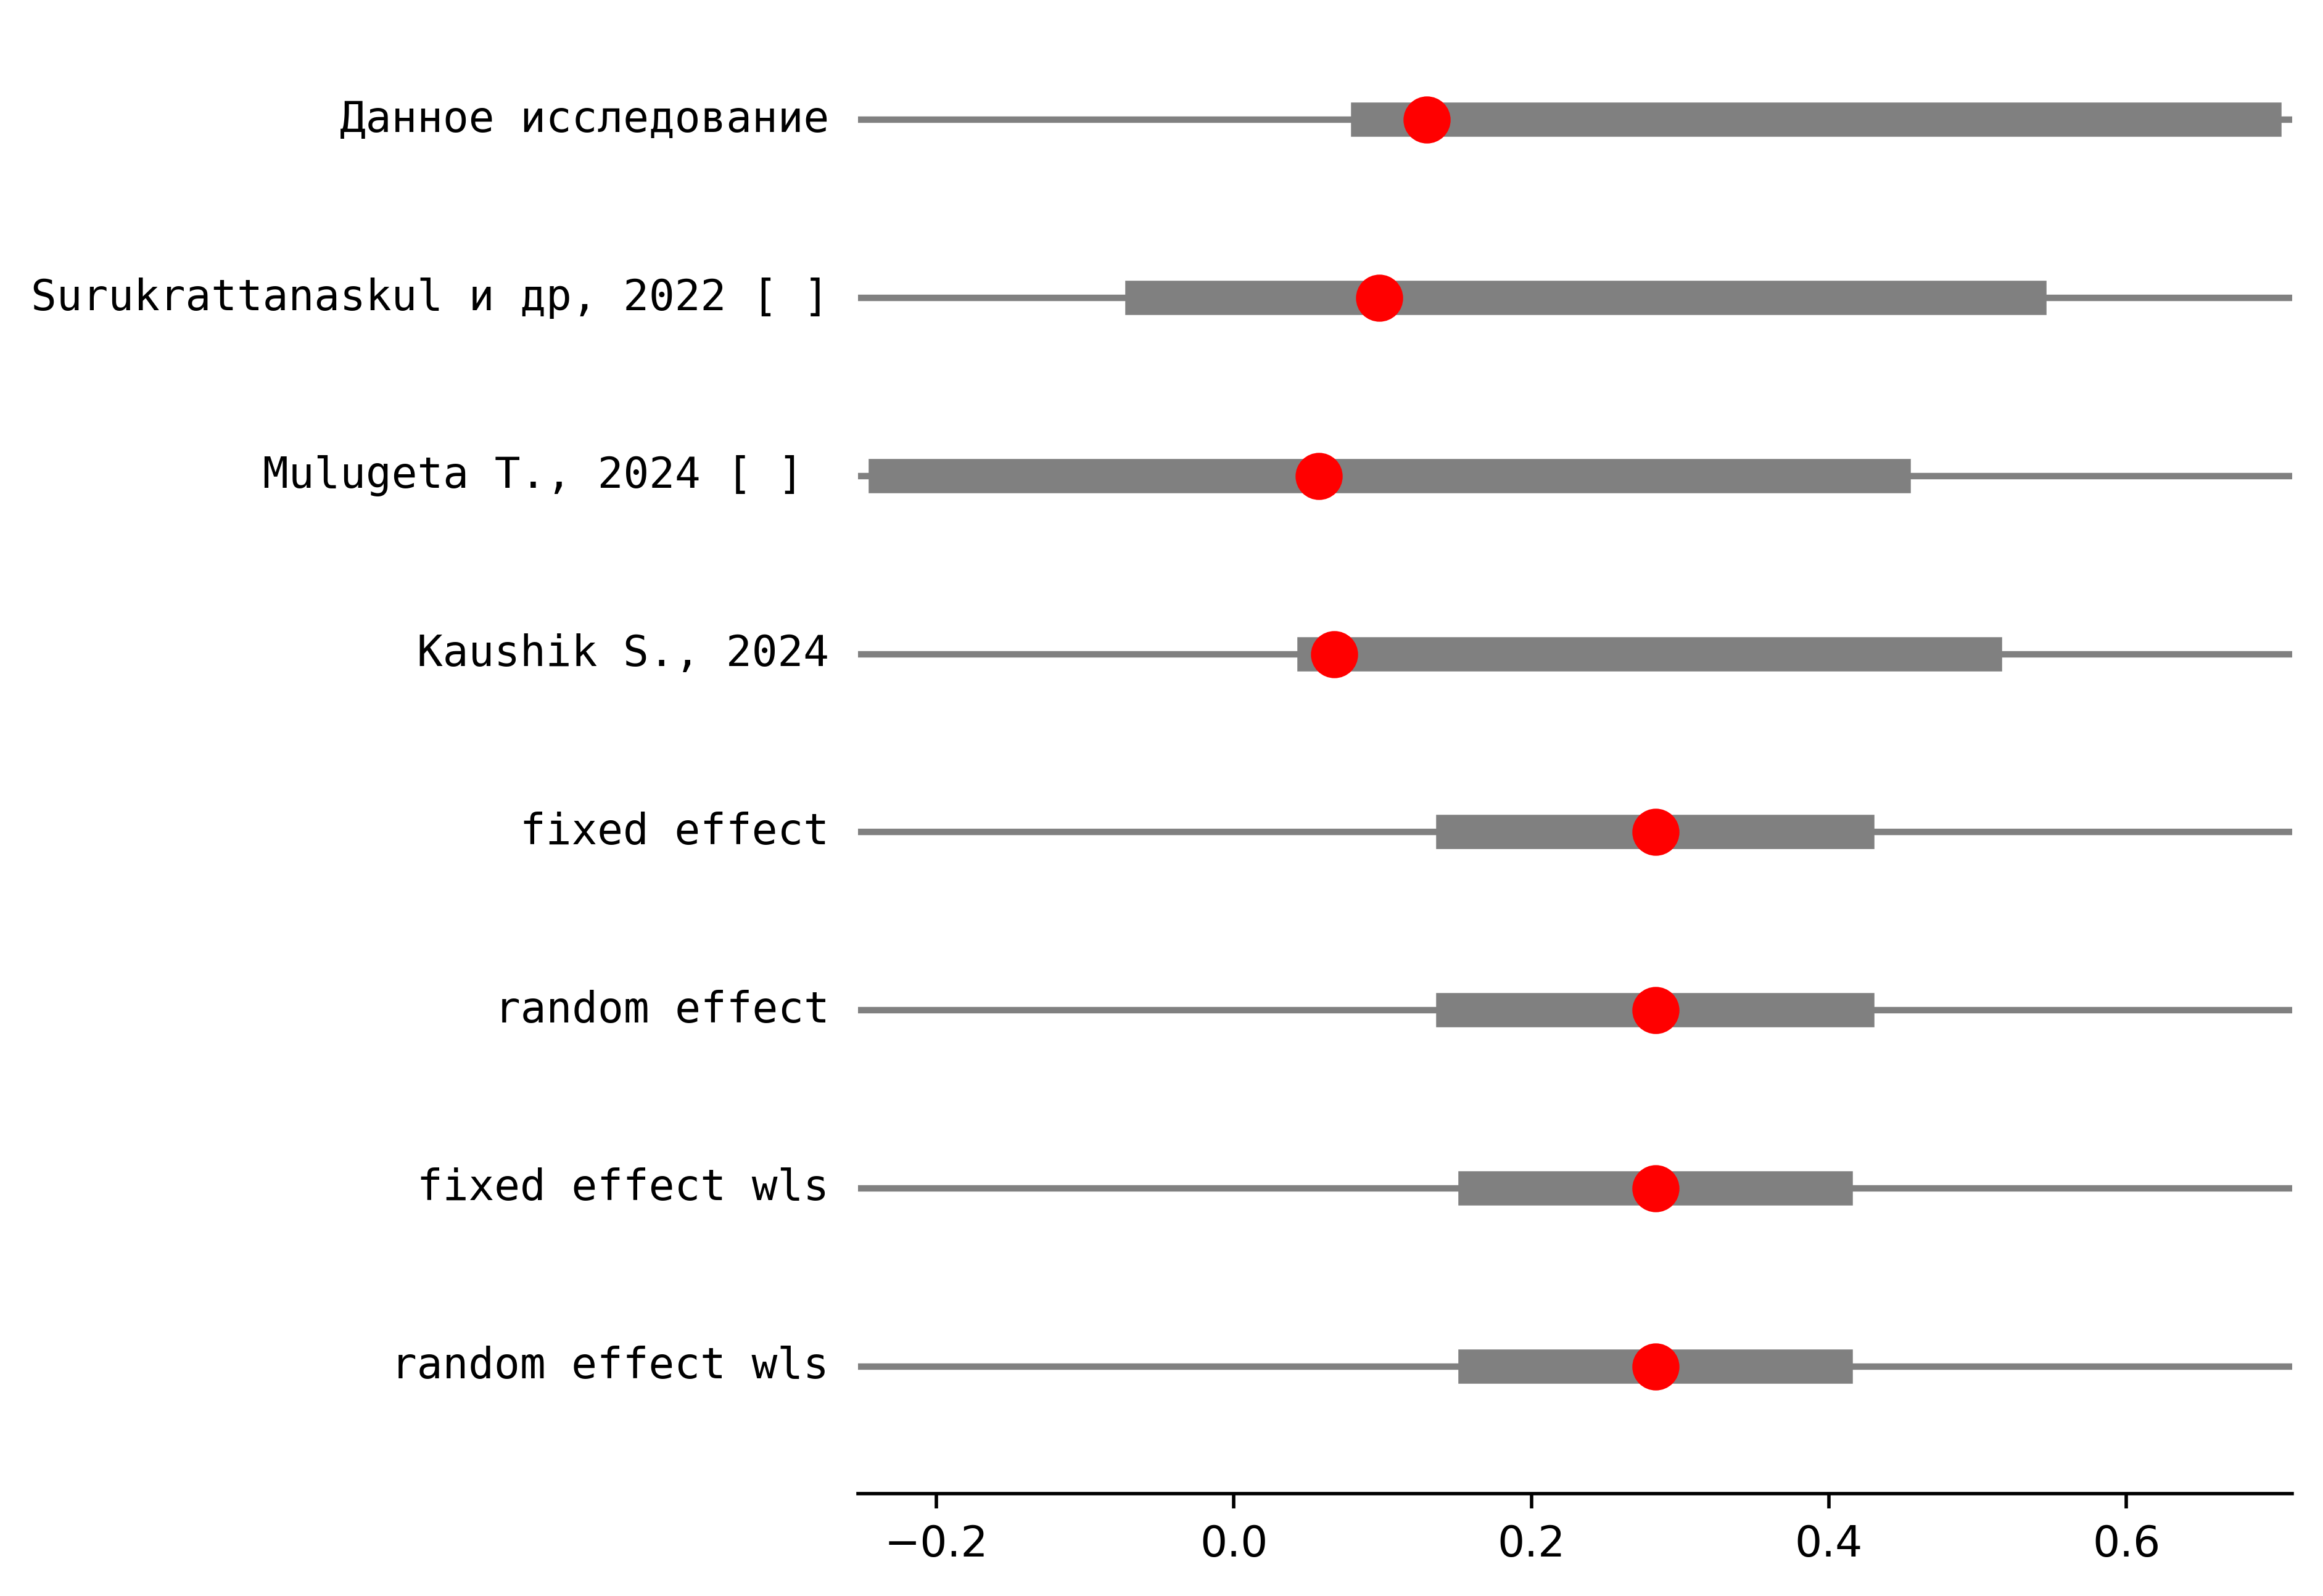 Данное исследование
Surukrattanaskul и др, 2022 [ ]
Mulugeta T., 2024 [ ]
Kaushik S., 2024
fixed effect
random effect
fixed effect wls
random effect wls
−0.2 0.0 0.2 0.4 0.6